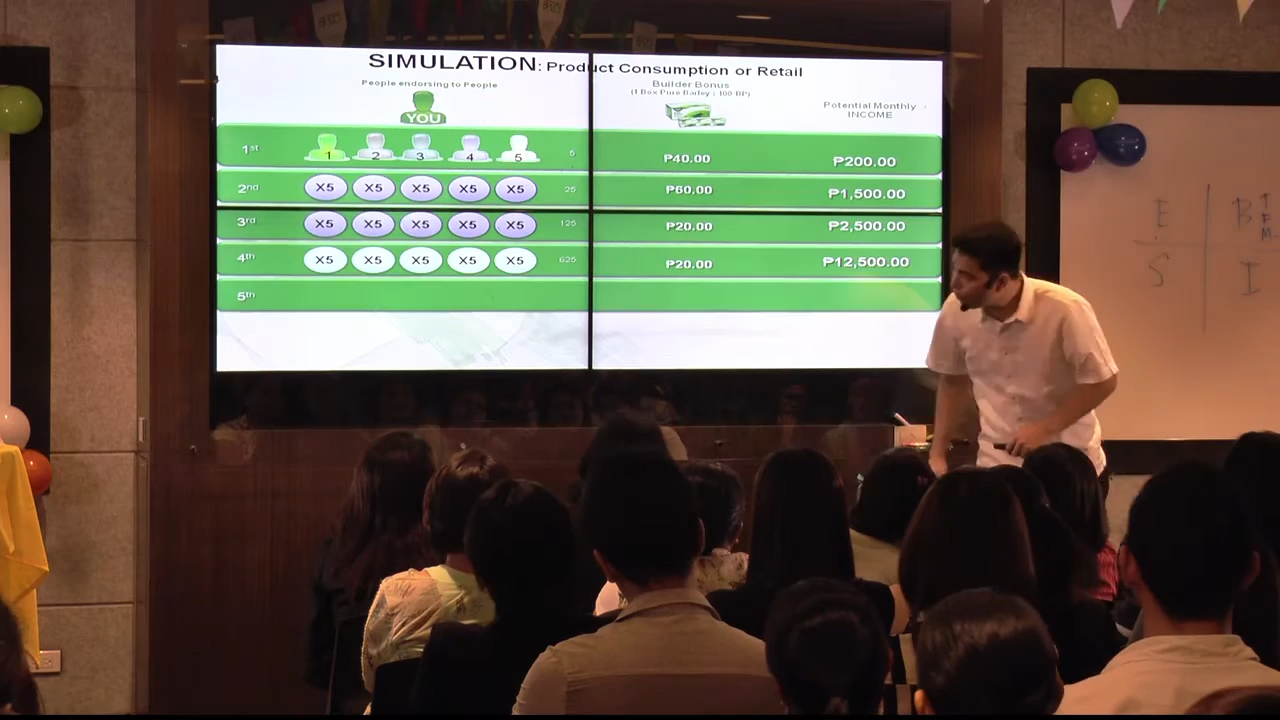 SIMULATION: Product Consumption or Retail
People endorsing to People
Builder Bonus
(1 Box Pure Barley : 100 BP)
Potential Monthly
INCOME
YOU
1st 1 2 3 4 5 5 ₱40.00 ₱200.00
2nd X5 X5 X5 X5 X5 25 ₱60.00 ₱1,500.00
3rd X5 X5 X5 X5 X5 125 ₱20.00 ₱2,500.00
4th X5 X5 X5 X5 X5 625 ₱20.00 ₱12,500.00
5th
E B
S I